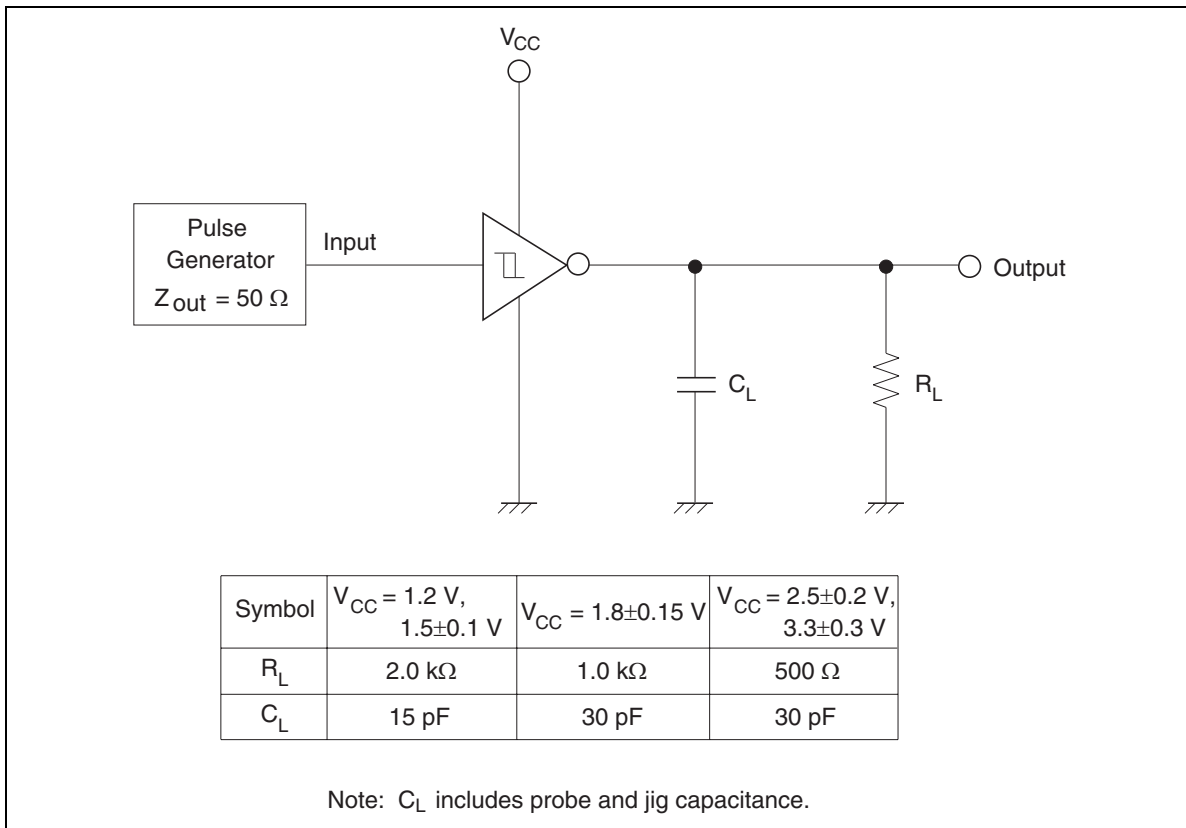 VCC
Pulse
Generator
Zout = 50 Ω
Input
Output
CL
RL
Symbol
VCC = 1.2 V,
1.5±0.1 V
VCC = 1.8±0.15 V
VCC = 2.5±0.2 V,
3.3±0.3 V
RL
2.0 kΩ
1.0 kΩ
500 Ω
CL
15 pF
30 pF
30 pF
Note: CL includes probe and jig capacitance.